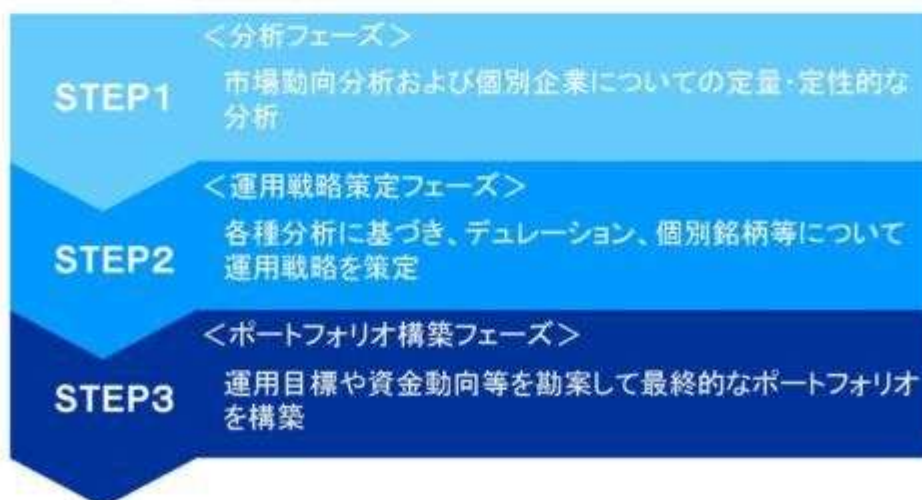 <分析フェーズ>
STEP1
市場動向分析および個別企業についての定量・定性的な
分析
<運用戦略策定フェーズ>
STEP2
各種分析に基づき、デュレーション、個別銘柄等について
運用戦略を策定
<ポートフォリオ構築フェーズ>
STEP3
運用目標や資金動向等を勘案して最終的なポートフォリオ
を構築